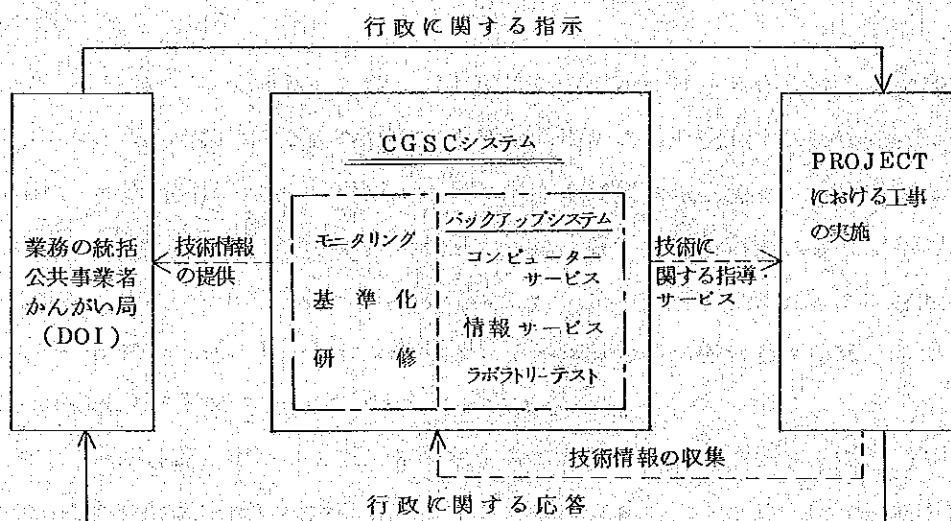 行政に関する指示
業務の統括
公共事業者
かんがい局
(DOI)
技術情報
の提供
CGSCシステム
モニタリング
基準化
研修
バックアップシステム
コンピューター
サービス
情報サービス
ラボラトリーテスト
技術に
関する指導・
サービス
PROJECT
における工事
の実施
技術情報の収集
行政に関する応答